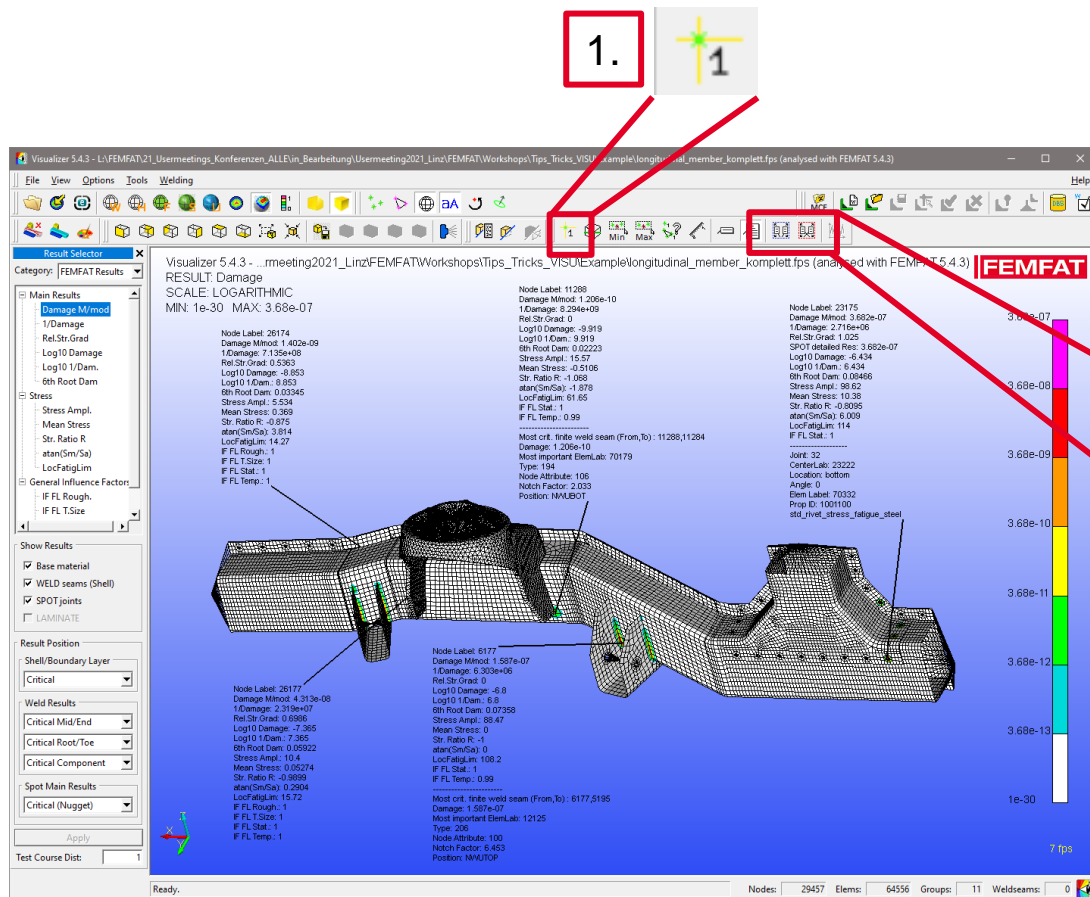 1.
1
Visualizer 5.4.3 - L:\FEMFAT\21_Usermeetings_Konferenzen_ALLE\in_Bearbeitung\Usermeeting2021_Linz\FEMFAT\Workshops\Tips_Tricks_VISU\Example\longitudinal_member_komplett.fps (analysed with FEMFAT 5.4.3)
File View Options Tools Welding Help
aA MCF DBS
1 Min Max
Result Selector
Category: FEMFAT Results
Main Results
Damage M/mod
1/Damage
Rel.Str.Grad
Log10 Damage
Log10 1/Dam.
6th Root Dam
Stress
Stress Ampl.
Mean Stress
Str. Ratio R
atan(Sm/Sa)
LocFatigLim
General Influence Factors
IF FL Rough.
IF FL T.Size
Show Results
Base material
WELD seams (Shell)
SPOT joints
LAMINATE
Result Position
Shell/Boundary Layer
Critical
Weld Results
Critical Mid/End
Critical Root/Toe
Critical Component
Spot Main Results
Critical (Nugget)
Apply
Test Course Dist: 1
Visualizer 5.4.3 - ...rmeeting2021_Linz\FEMFAT\Workshops\Tips_Tricks_VISU\Example\longitudinal_member_komplett.fps (analysed with FEMFAT 5.4.3)
FEMFAT
RESULT: Damage
SCALE: LOGARITHMIC
MIN: 1e-30 MAX: 3.68e-07
Node Label: 26174
Damage M/mod: 1.402e-09
1/Damage: 7.135e+08
Rel.Str.Grad: 0.5363
Log10 Damage: -8.853
Log10 1/Dam.: 8.853
6th Root Dam: 0.03345
Stress Ampl.: 5.534
Mean Stress: 0.369
Str. Ratio R: -0.875
atan(Sm/Sa): 3.814
LocFatigLim: 14.27
IF FL Rough.: 1
IF FL T.Size: 1
IF FL Stat.: 1
IF FL Temp.: 1
Node Label: 11288
Damage M/mod: 1.206e-10
1/Damage: 8.294e+09
Rel.Str.Grad: 0
Log10 Damage: -9.919
Log10 1/Dam.: 9.919
6th Root Dam: 0.02223
Stress Ampl.: 15.57
Mean Stress: -0.5106
Str. Ratio R: -1.068
atan(Sm/Sa): -1.878
LocFatigLim: 61.65
IF FL Stat.: 1
IF FL Temp.: 0.99
--------------------
Most crit. finite weld seam (From,To) : 11288,11284
Damage: 1.206e-10
Most important ElemLab: 70179
Type: 194
Node Attribute: 106
Notch Factor: 2.033
Position: NWUBOT
Node Label: 23175
Damage M/mod: 3.682e-07
1/Damage: 2.716e+06
Rel.Str.Grad: 1.025
SPOT detailed Res: 3.682e-07
Log10 Damage: -6.434
Log10 1/Dam.: 6.434
6th Root Dam: 0.08466
Stress Ampl.: 98.62
Mean Stress: 10.38
Str. Ratio R: -0.8095
atan(Sm/Sa): 6.009
LocFatigLim: 114
IF FL Stat.: 1
--------------------
Joint: 32
CenterLab: 23222
Location: bottom
Angle: 0
Elem Label: 70332
Prop ID: 1001100
std_rivet_stress_fatigue_steel
Node Label: 26177
Damage M/mod: 4.313e-08
1/Damage: 2.319e+07
Rel.Str.Grad: 0.6986
Log10 Damage: -7.365
Log10 1/Dam.: 7.365
6th Root Dam: 0.05922
Stress Ampl.: 10.4
Mean Stress: 0.05274
Str. Ratio R: -0.9899
atan(Sm/Sa): 0.2904
LocFatigLim: 15.72
IF FL Rough.: 1
IF FL T.Size: 1
IF FL Stat.: 1
IF FL Temp.: 1
Node Label: 6177
Damage M/mod: 1.587e-07
1/Damage: 6.303e+06
Rel.Str.Grad: 0
Log10 Damage: -6.8
Log10 1/Dam.: 6.8
6th Root Dam: 0.07358
Stress Ampl.: 88.47
Mean Stress: 0
Str. Ratio R: -1
atan(Sm/Sa): 0
LocFatigLim: 108.2
IF FL Stat.: 1
IF FL Temp.: 0.99
--------------------
Most crit. finite weld seam (From,To) : 6177,5195
Damage: 1.587e-07
Most important ElemLab: 12125
Type: 206
Node Attribute: 100
Notch Factor: 6.453
Position: NWUTOP
3.68e-07
3.68e-08
3.68e-09
3.68e-10
3.68e-11
3.68e-12
3.68e-13
1e-30
7 fps
X
Y
Z
Ready. Nodes: 29457 Elems: 64556 Groups: 11 Weldseams: 0